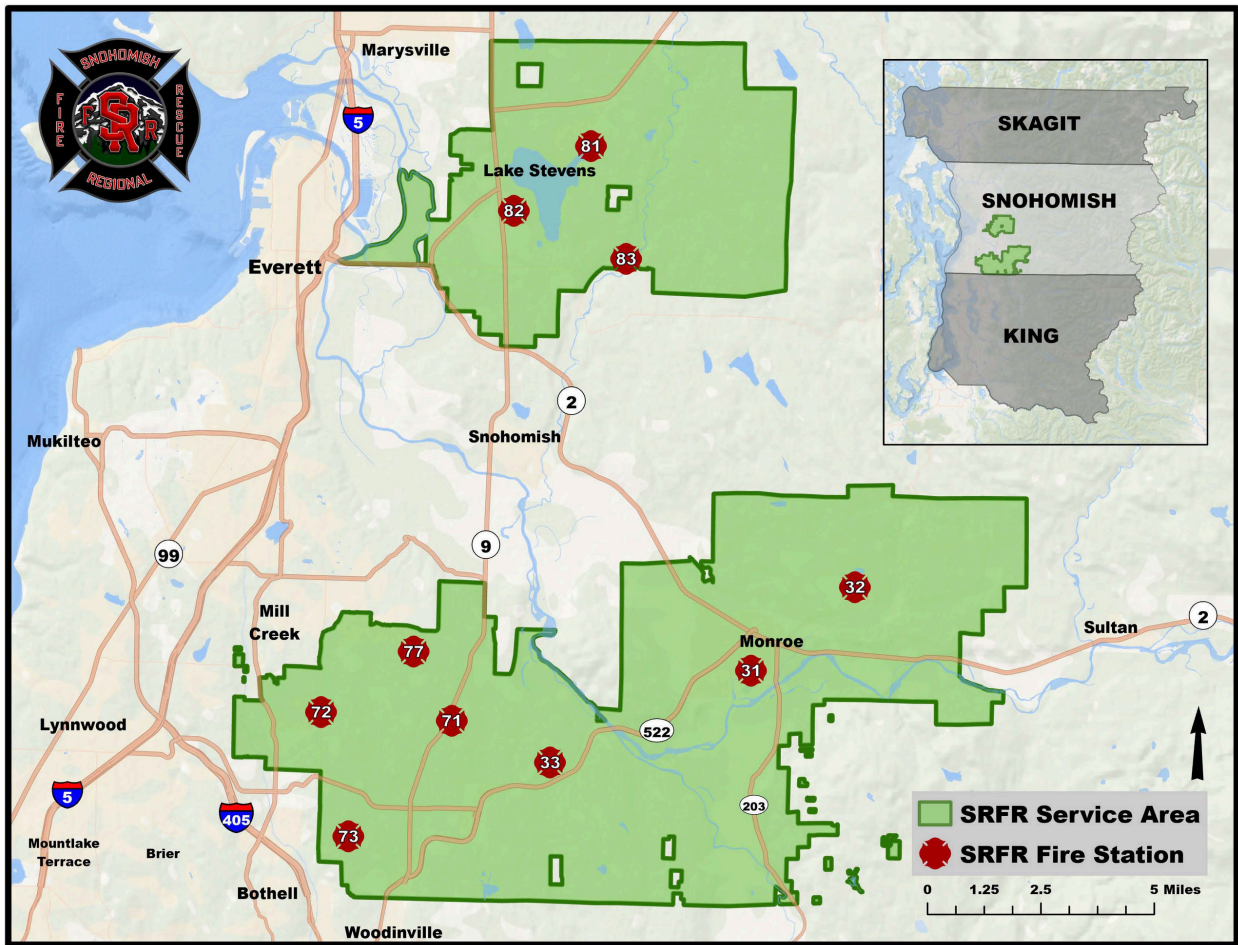 SNOHOMISH
FIRE
RESCUE
SR
F
R
REGIONAL
Marysville
5
81
Lake Stevens
82
83
Everett
SKAGIT
SNOHOMISH
KING
2
Mukilteo
Snohomish
99
9
32
Mill
Creek
Sultan
2
77
Monroe
31
72
71
Lynnwood
522
33
5
405
203
73
Mountlake
Terrace
Brier
Bothell
Woodinville
SRFR Service Area
SRFR Fire Station
0 1.25 2.5 5 Miles